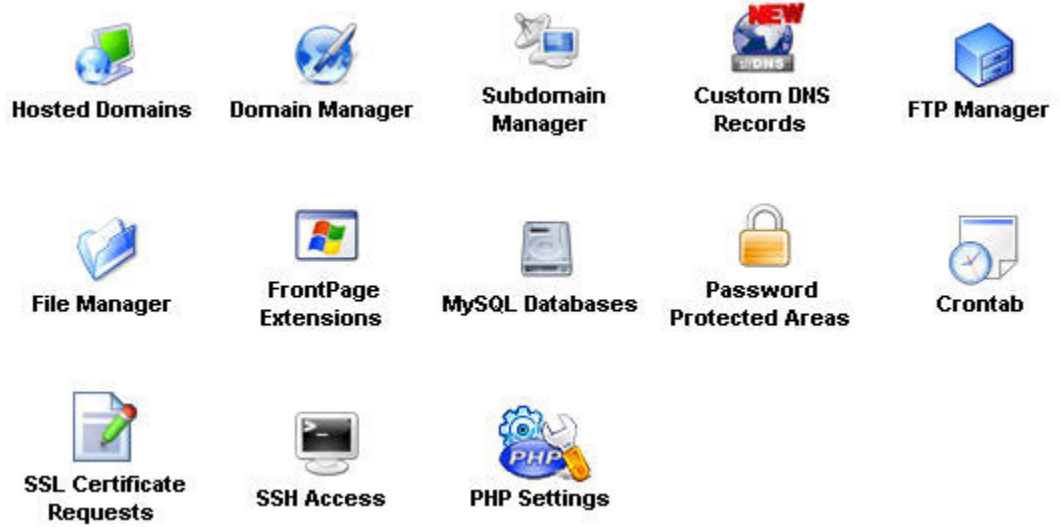 NEW
DNS
Hosted Domains
Domain Manager
Subdomain
Manager
Custom DNS
Records
FTP Manager
File Manager
FrontPage
Extensions
MySQL Databases
Password
Protected Areas
Crontab
SSL Certificate
Requests
>_
SSH Access
PHP
PHP Settings